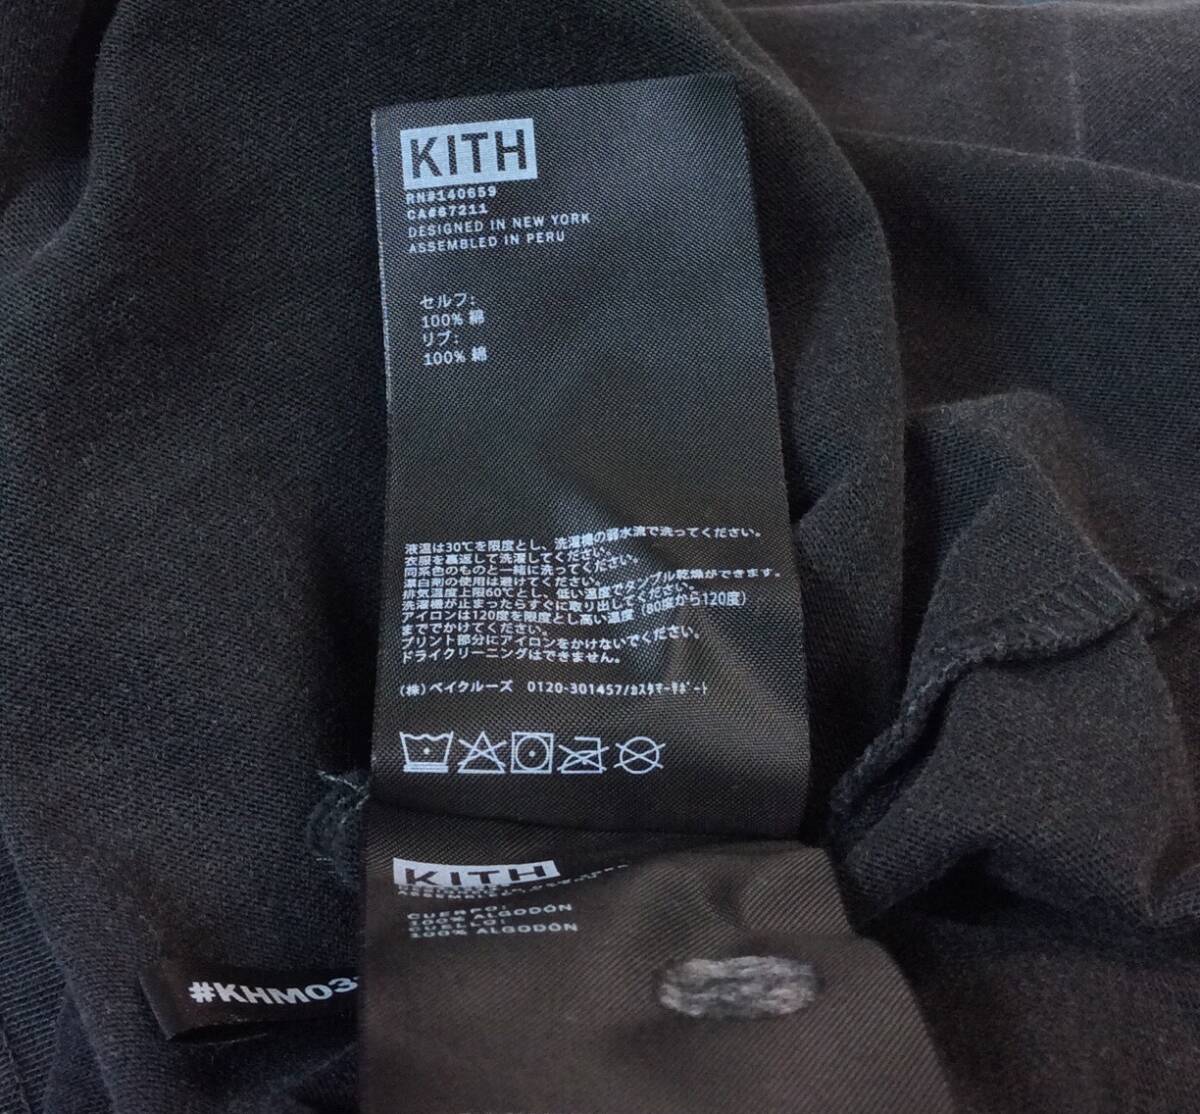 KITH
RN#140659
CA#67211
DESIGNED IN NEW YORK
ASSEMBLED IN PERU
セルフ:
100% 綿
リブ:
100% 綿
液温は30℃を限度とし、洗濯機の弱水流で洗ってください。
衣服を裏返して洗濯してください。
同系色のものと一緒に洗ってください。
漂白剤の使用は避けてください。
排気温度上限60℃とし、低い温度でタンブル乾燥ができます。
洗濯機が止まったらすぐに取り出してください。
アイロンは120度を限度とし高い温度 (80度から120度)
まででかけてください。
プリント部分にアイロンをかけないでください。
ドライクリーニングはできません。
(株)ベイクルーズ 0120-301457/ｶｽﾀﾏｰｻﾎﾟｰﾄ
KITH
CUERPO:
100% ALGODÓN
CUELLO:
100% ALGODÓN
#KHM03